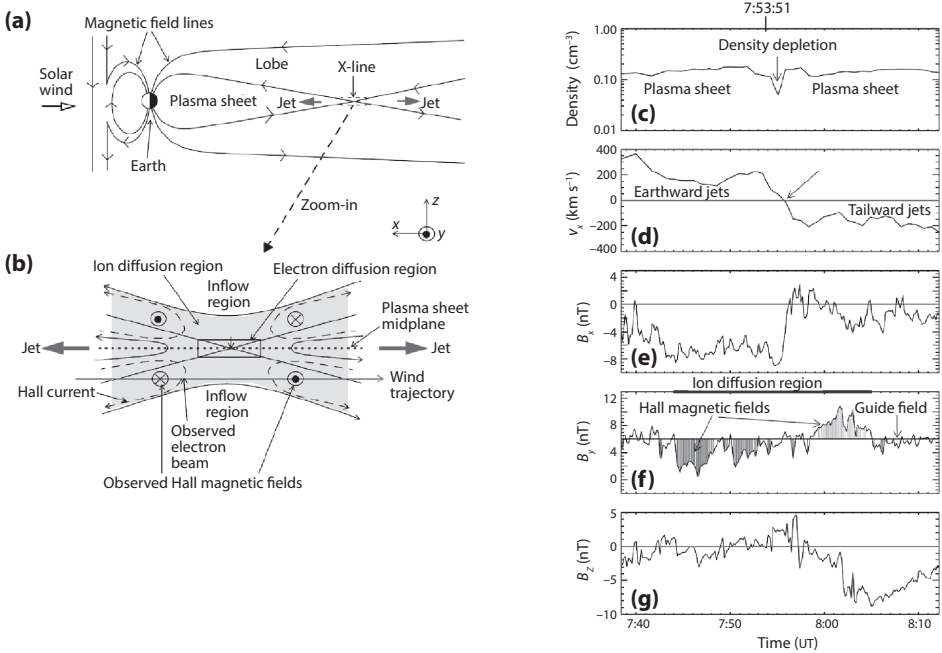 (a)
Magnetic field lines
Solar
wind
Lobe
X-line
Plasma sheet
Jet
Jet
Earth
Zoom-in
z
x
y
(b)
Ion diffusion region
Inflow
region
Electron diffusion region
Plasma sheet
midplane
Jet
Jet
Hall current
Inflow
region
Wind
trajectory
Observed
electron
beam
Observed Hall magnetic fields
7:53:51
1.00
0.10
0.01
Density (cm⁻³)
Density depletion
Plasma sheet
Plasma sheet
(c)
400
200
0
−200
−400
vₓ (km s⁻¹)
Earthward jets
Tailward jets
(d)
4
0
−4
−8
Bₓ (nT)
(e)
Ion diffusion region
12
8
4
0
B_y (nT)
Hall magnetic fields
Guide field
(f)
5
0
−5
−10
B_Z (nT)
(g)
7:40
7:50
8:00
8:10
Time (UT)